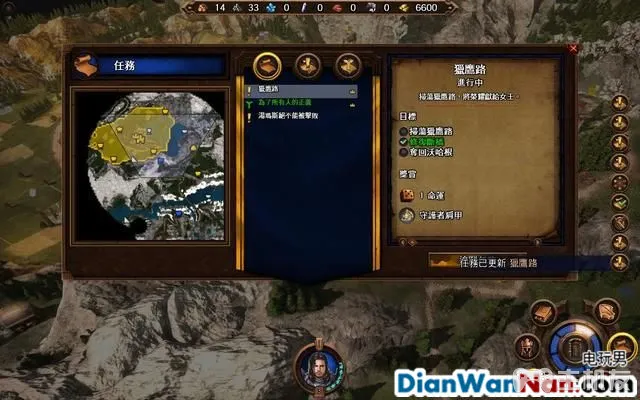 14 33 0 0 0 0 6600
任務
獵鷹路
為了所有人的正義
湯瑪斯絕不能被擊敗
獵鷹路
進行中
掃蕩獵鷹路，將榮耀獻給女王。
目標
掃蕩獵鷹路
修復斷橋
奪回沃哈根
獎賞
1 命運
守護者肩甲
任務已更新 獵鷹路
电玩男
DianWanNan.com